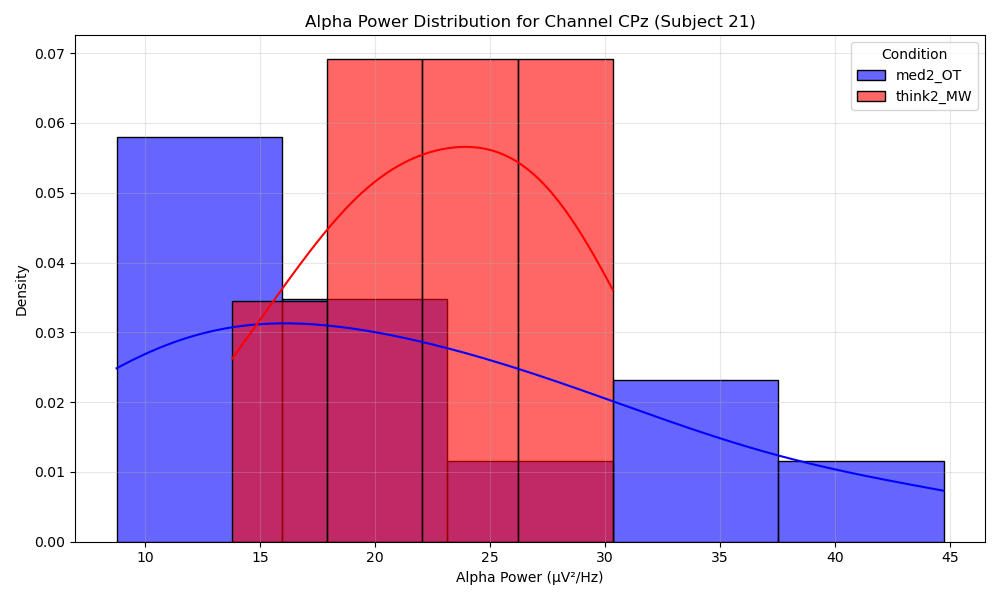 Alpha Power Distribution for Channel CPz (Subject 21)
Condition
med2_OT
think2_MW
Density
0.07
0.06
0.05
0.04
0.03
0.02
0.01
0.00
10 15 20 25 30 35 40 45
Alpha Power (µV²/Hz)